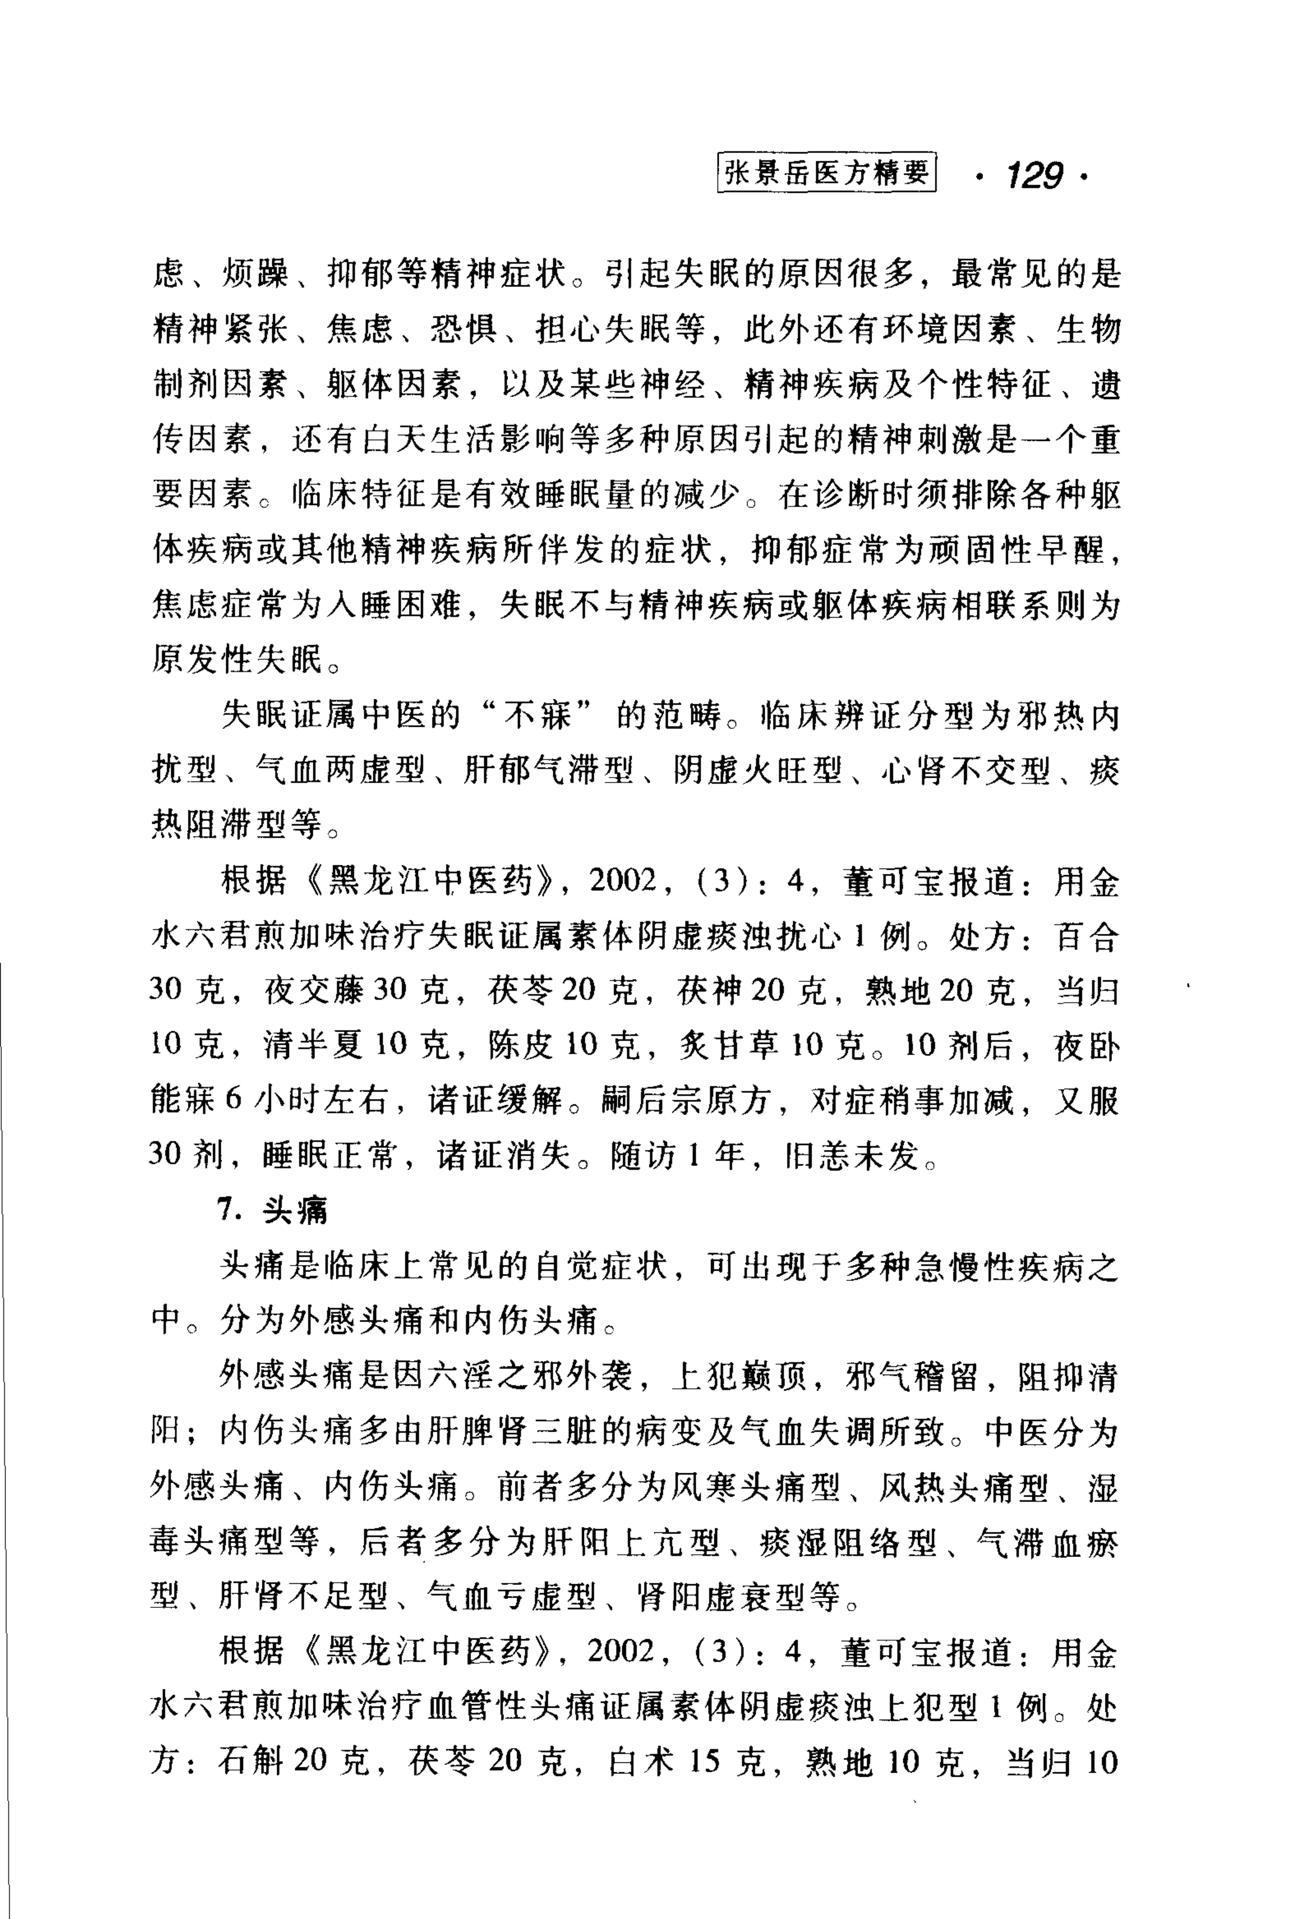 张景岳医方精要 · 129 ·
虑、烦躁、抑郁等精神症状。引起失眠的原因很多，最常见的是
精神紧张、焦虑、恐惧、担心失眠等，此外还有环境因素、生物
制剂因素、躯体因素，以及某些神经、精神疾病及个性特征、遗
传因素，还有白天生活影响等多种原因引起的精神刺激是一个重
要因素。临床特征是有效睡眠量的减少。在诊断时须排除各种躯
体疾病或其他精神疾病所伴发的症状，抑郁症常为顽固性早醒，
焦虑症常为入睡困难，失眠不与精神疾病或躯体疾病相联系则为
原发性失眠。
失眠证属中医的“不寐”的范畴。临床辨证分型为邪热内
扰型、气血两虚型、肝郁气滞型、阴虚火旺型、心肾不交型、痰
热阻滞型等。
根据《黑龙江中医药》，2002，(3)：4，董可宝报道：用金
水六君煎加味治疗失眠证属素体阴虚痰浊扰心 1 例。处方：百合
30 克，夜交藤 30 克，茯苓 20 克，茯神 20 克，熟地 20 克，当归
10 克，清半夏 10 克，陈皮 10 克，炙甘草 10 克。10 剂后，夜卧
能寐 6 小时左右，诸证缓解。嗣后宗原方，对症稍事加减，又服
30 剂，睡眠正常，诸证消失。随访 1 年，旧恙未发。
7. 头痛
头痛是临床上常见的自觉症状，可出现于多种急慢性疾病之
中。分为外感头痛和内伤头痛。
外感头痛是因六淫之邪外袭，上犯巅顶，邪气稽留，阻抑清
阳；内伤头痛多由肝脾肾三脏的病变及气血失调所致。中医分为
外感头痛、内伤头痛。前者多分为风寒头痛型、风热头痛型、湿
毒头痛型等，后者多分为肝阳上亢型、痰湿阻络型、气滞血瘀
型、肝肾不足型、气血亏虚型、肾阳虚衰型等。
根据《黑龙江中医药》，2002，(3)：4，董可宝报道：用金
水六君煎加味治疗血管性头痛证属素体阴虚痰浊上犯型 1 例。处
方：石斛 20 克，茯苓 20 克，白术 15 克，熟地 10 克，当归 10